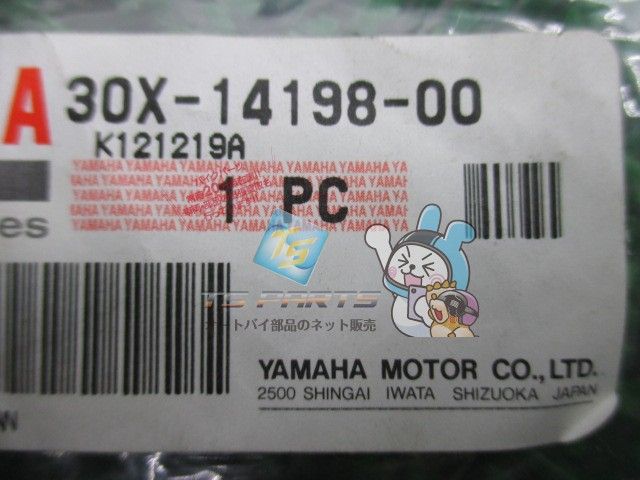 A 30X-14198-00
K121219A
YAMAHA YAMAHA YAMAHA YAMAHA YA
1 PC
es
TS
TS PARTS
オートバイ部品のネット販売
YAMAHA MOTOR CO., LTD.
2500 SHINGAI IWATA SHIZUOKA JAPAN